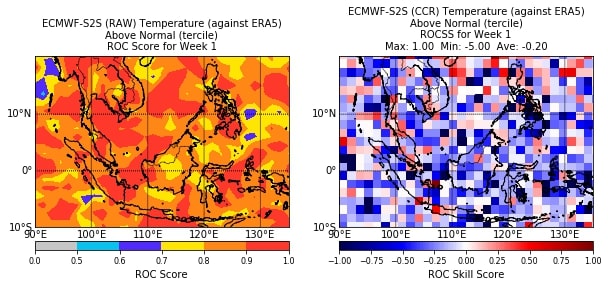 ECMWF-S2S (RAW) Temperature (against ERA5)
Above Normal (tercile)
ROC Score for Week 1
10°N
0°
10°S
90°E 100°E 110°E 120°E 130°E
0.0 0.5 0.6 0.7 0.8 0.9 1.0
ROC Score
ECMWF-S2S (CCR) Temperature (against ERA5)
Above Normal (tercile)
ROCSS for Week 1
Max: 1.00 Min: -5.00 Ave: -0.20
10°N
0°
10°S
90°E 100°E 110°E 120°E 130°E
−1.00 −0.75 −0.50 −0.25 0.00 0.25 0.50 0.75 1.00
ROC Skill Score